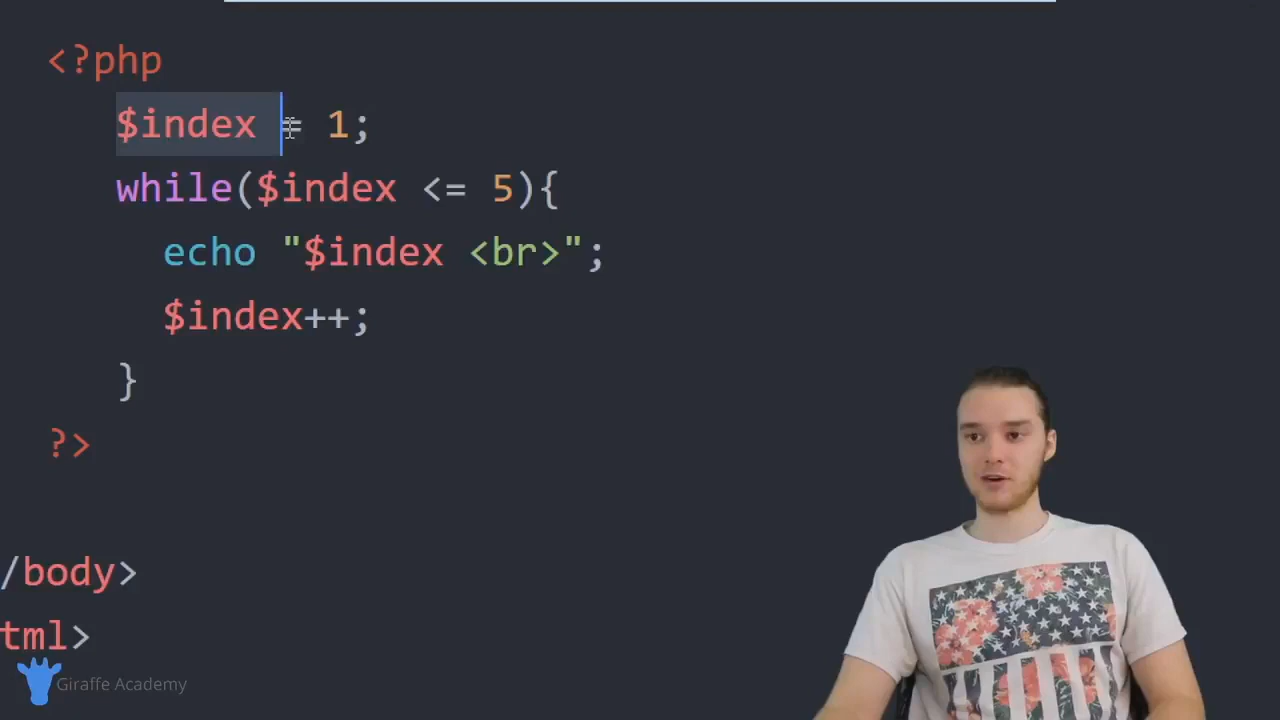 <?php
$index = 1;
while($index <= 5){
echo "$index <br>";
$index++;
}
?>
/body>
tml>
Giraffe Academy